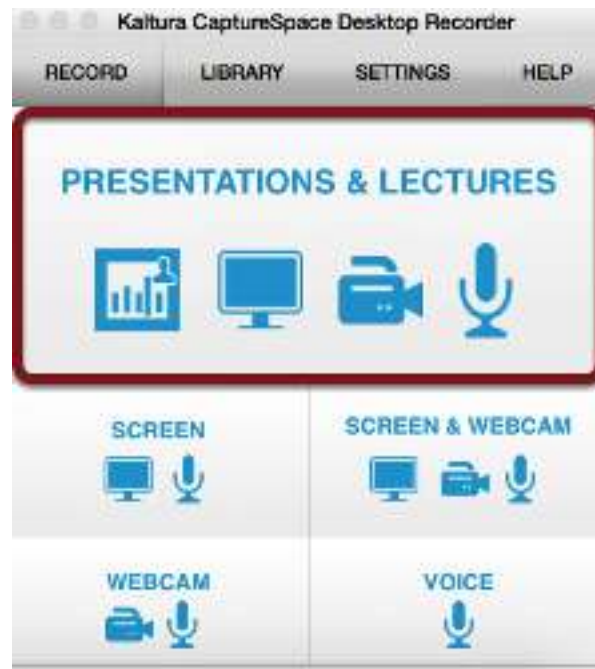 Kaltura CaptureSpace Desktop Recorder
RECORD LIBRARY SETTINGS HELP
PRESENTATIONS & LECTURES
SCREEN SCREEN & WEBCAM
WEBCAM VOICE